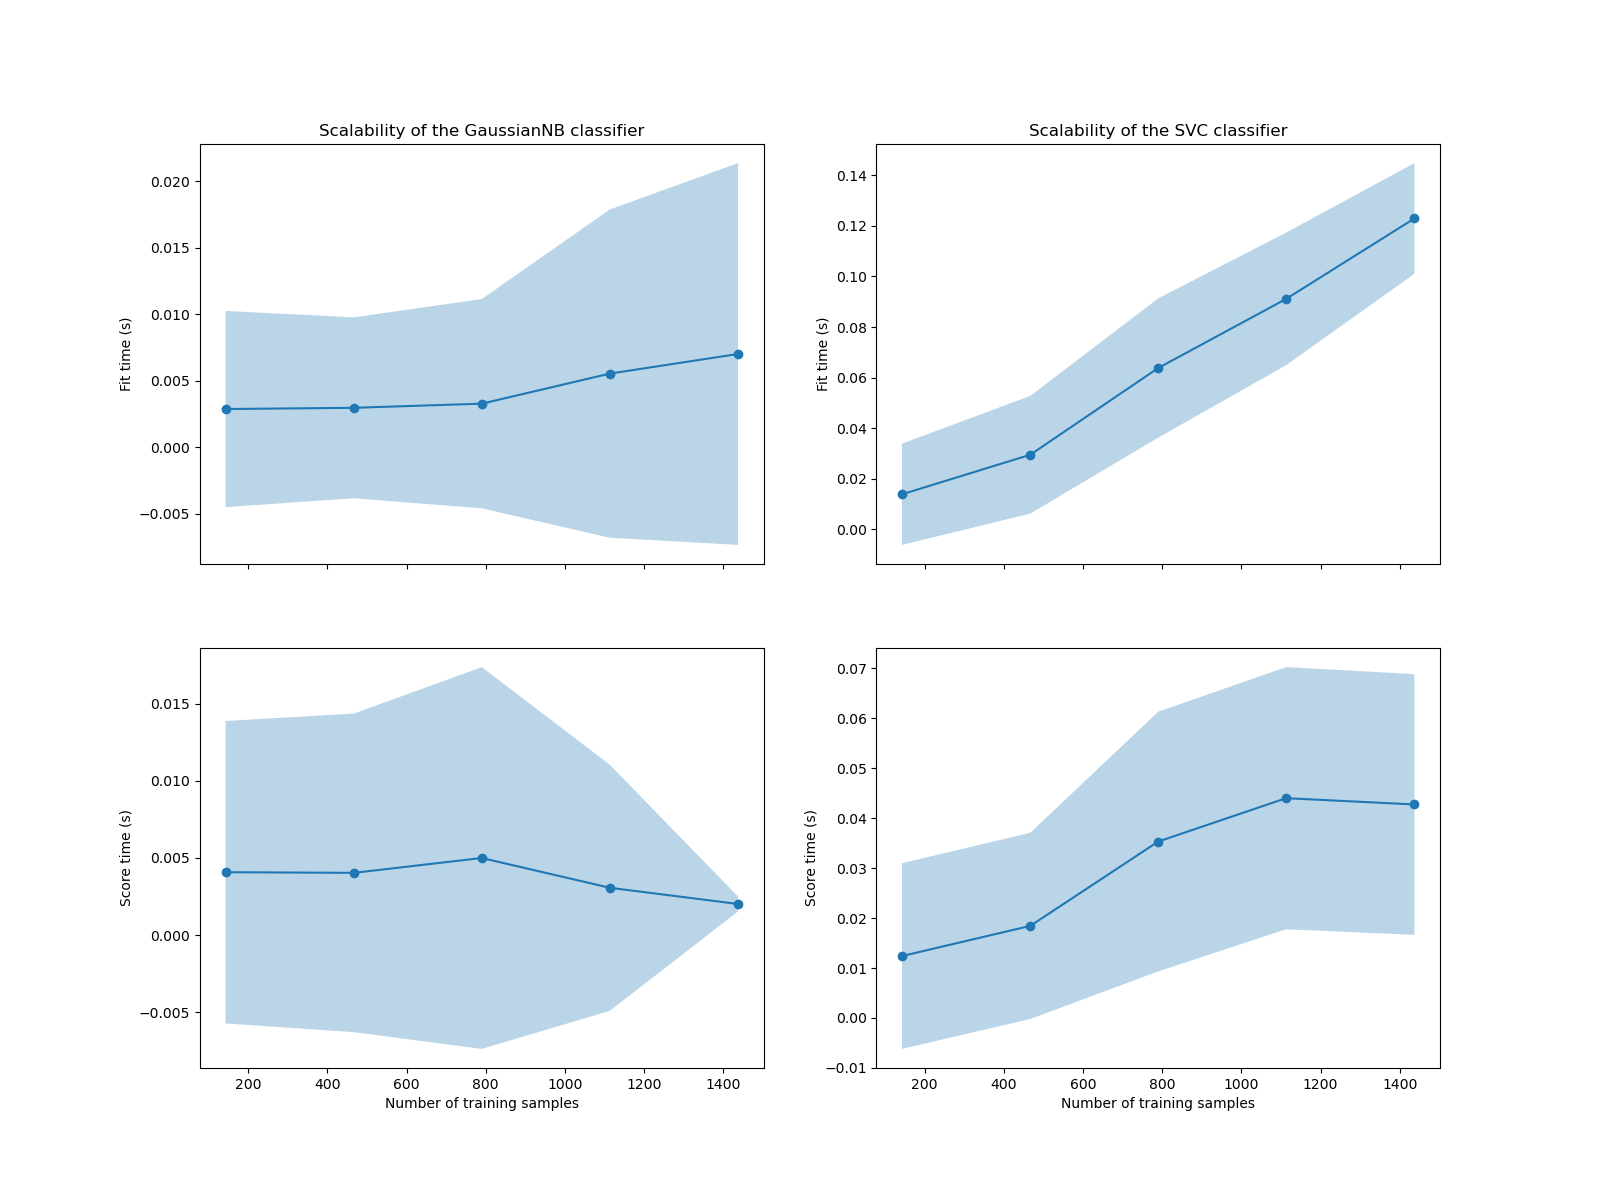 Scalability of the GaussianNB classifier
Fit time (s)
0.020
0.015
0.010
0.005
0.000
−0.005
Scalability of the SVC classifier
Fit time (s)
0.14
0.12
0.10
0.08
0.06
0.04
0.02
0.00
Score time (s)
0.015
0.010
0.005
0.000
−0.005
200 400 600 800 1000 1200 1400
Number of training samples
Score time (s)
0.07
0.06
0.05
0.04
0.03
0.02
0.01
0.00
−0.01
200 400 600 800 1000 1200 1400
Number of training samples